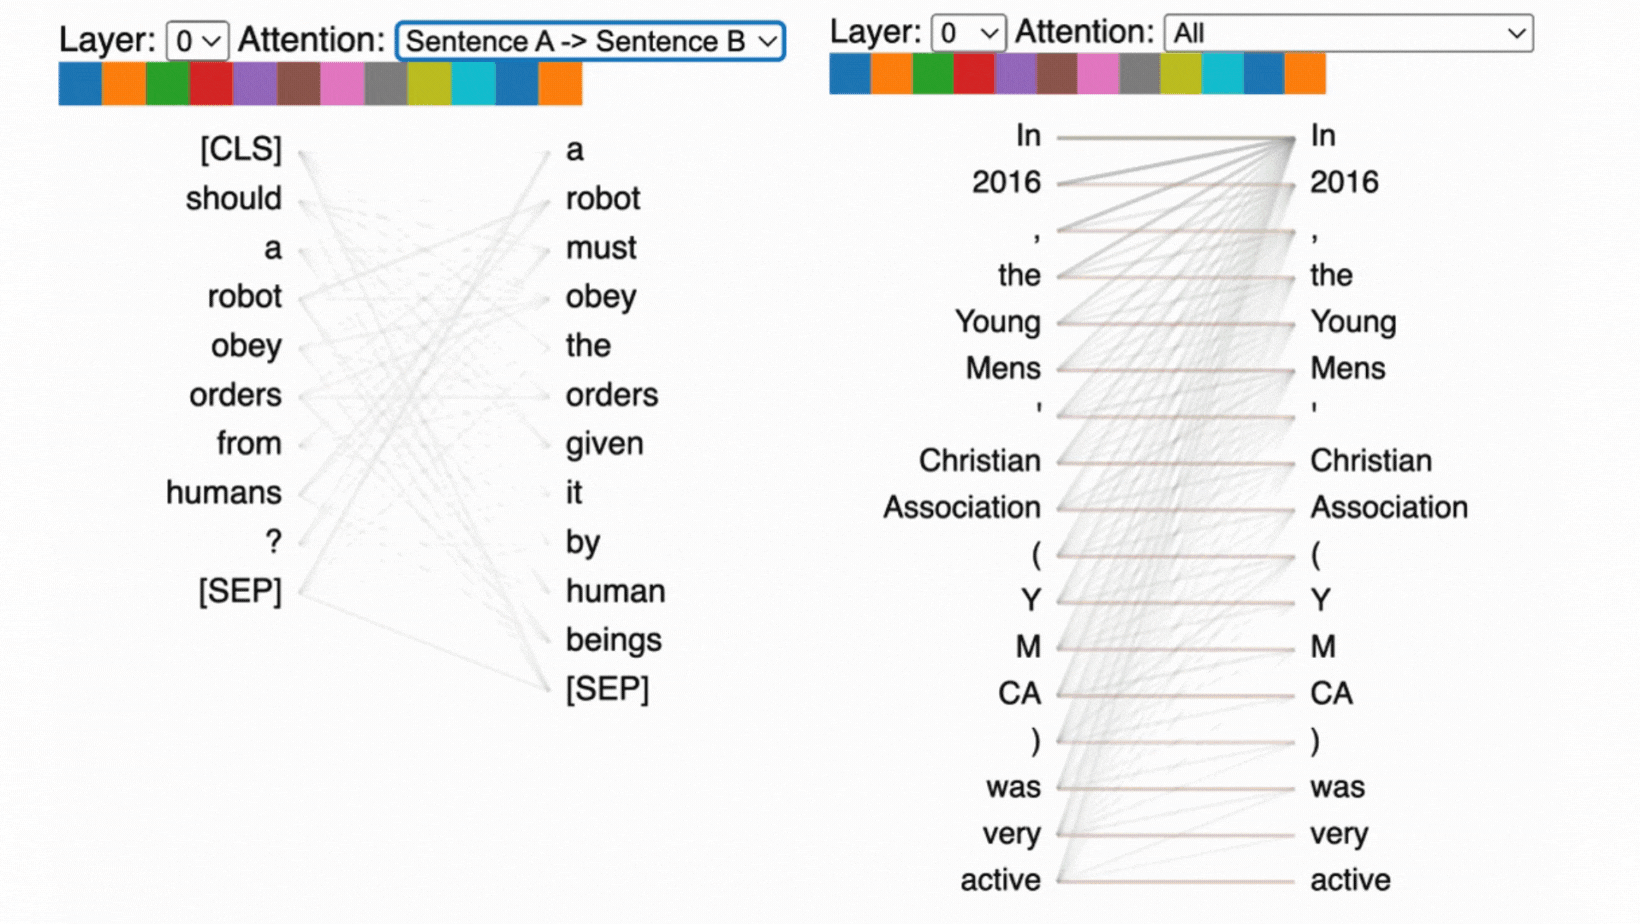 Layer: 0 Attention: Sentence A -> Sentence B
[CLS] a
should robot
a must
robot obey
obey the
orders orders
from given
humans it
? by
[SEP] human
beings
[SEP]
Layer: 0 Attention: All
In In
2016 2016
, ,
the the
Young Young
Mens Mens
' '
Christian Christian
Association Association
( (
Y Y
M M
CA CA
) )
was was
very very
active active